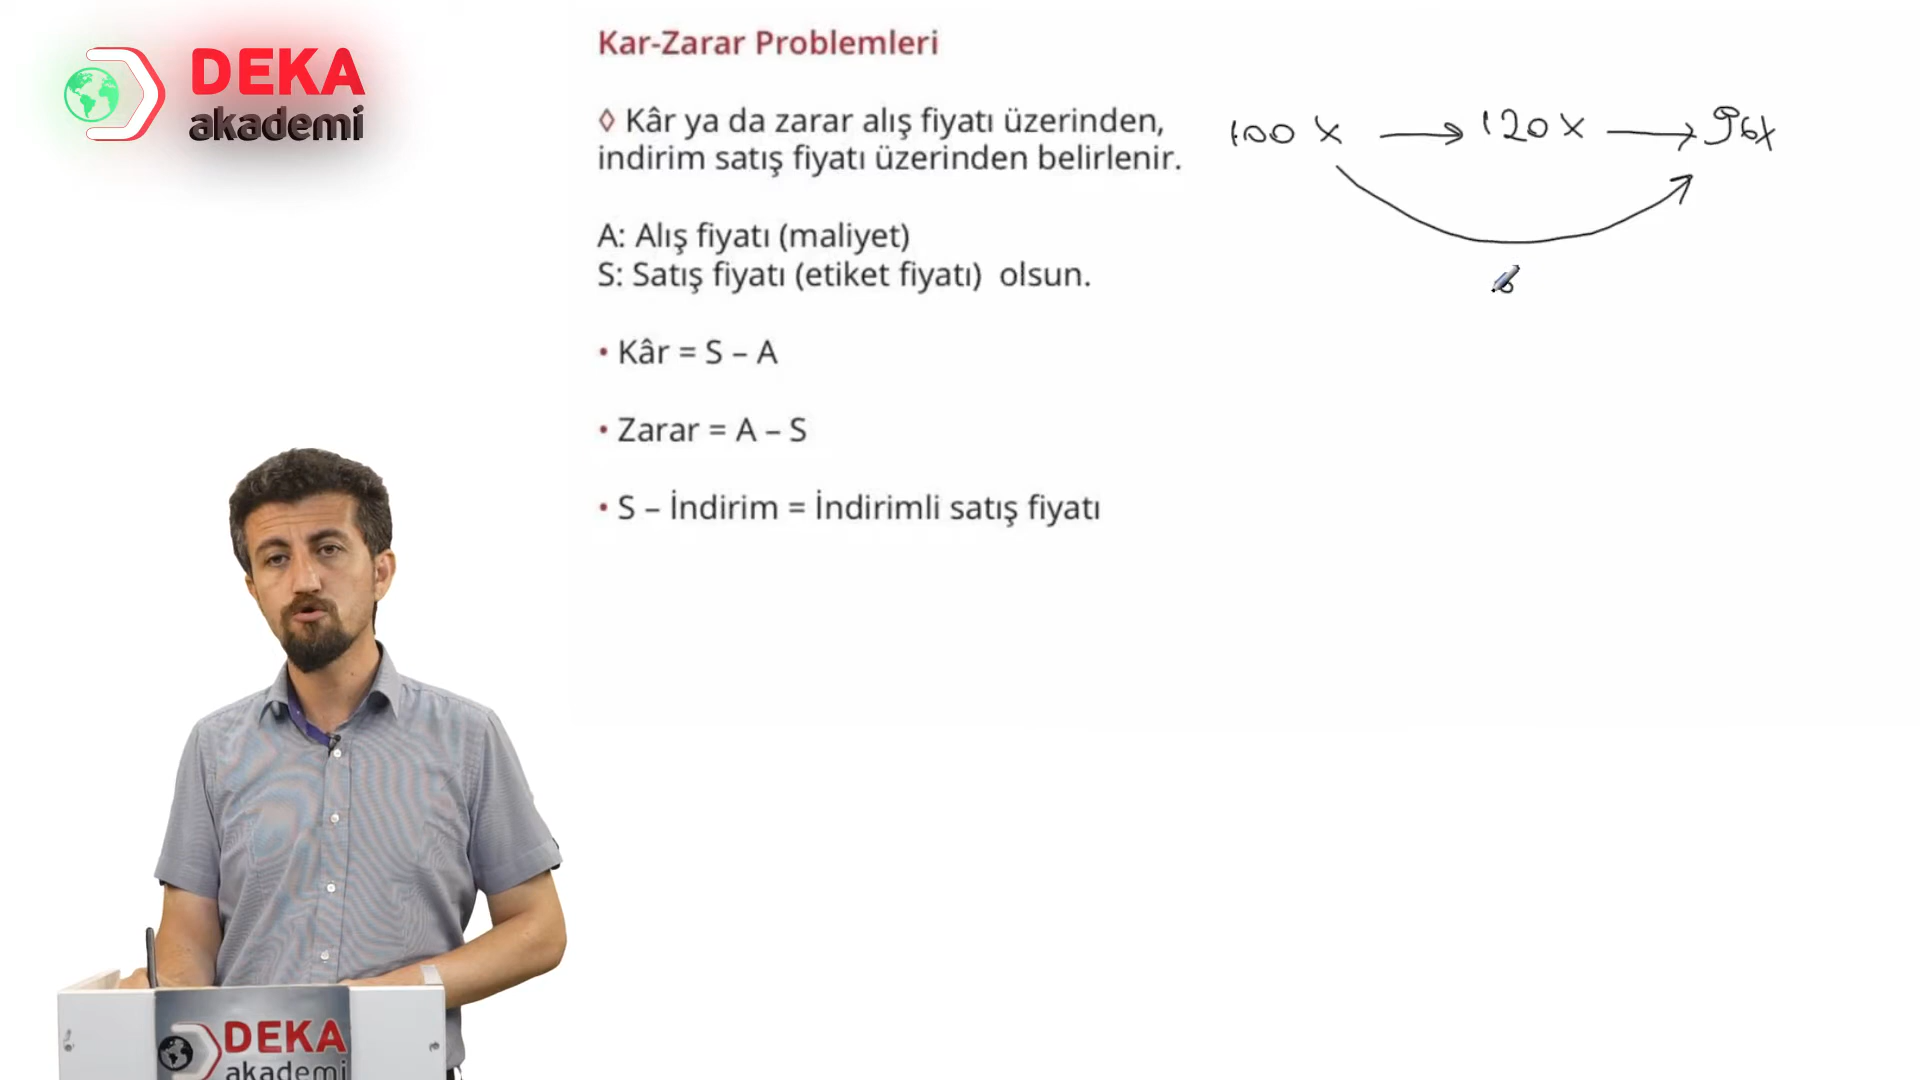 DEKA
akademi
Kar-Zarar Problemleri
◊ Kâr ya da zarar alış fiyatı üzerinden,
indirim satış fiyatı üzerinden belirlenir.
A: Alış fiyatı (maliyet)
S: Satış fiyatı (etiket fiyatı) olsun.
• Kâr = S – A
• Zarar = A – S
• S – İndirim = İndirimli satış fiyatı
100 x → 120 x → 96x
DEKA
akademi